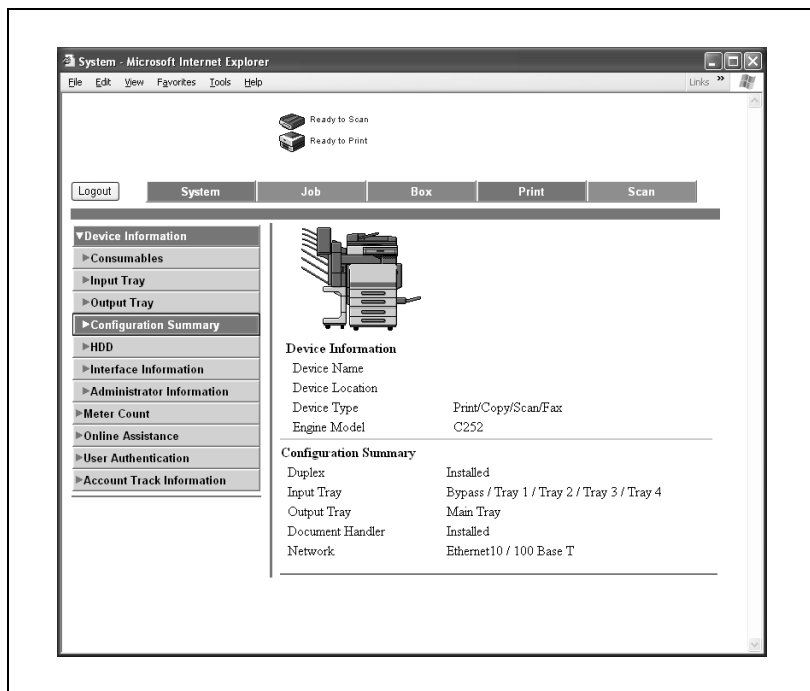 System - Microsoft Internet Explorer
File Edit View Favorites Tools Help Links »
Ready to Scan
Ready to Print
Logout System Job Box Print Scan
▼Device Information
▶Consumables
▶Input Tray
▶Output Tray
▶Configuration Summary
▶HDD
▶Interface Information
▶Administrator Information
▶Meter Count
▶Online Assistance
▶User Authentication
▶Account Track Information
Device Information
Device Name
Device Location
Device Type Print/Copy/Scan/Fax
Engine Model C252
Configuration Summary
Duplex Installed
Input Tray Bypass / Tray 1 / Tray 2 / Tray 3 / Tray 4
Output Tray Main Tray
Document Handler Installed
Network Ethernet10 / 100 Base T